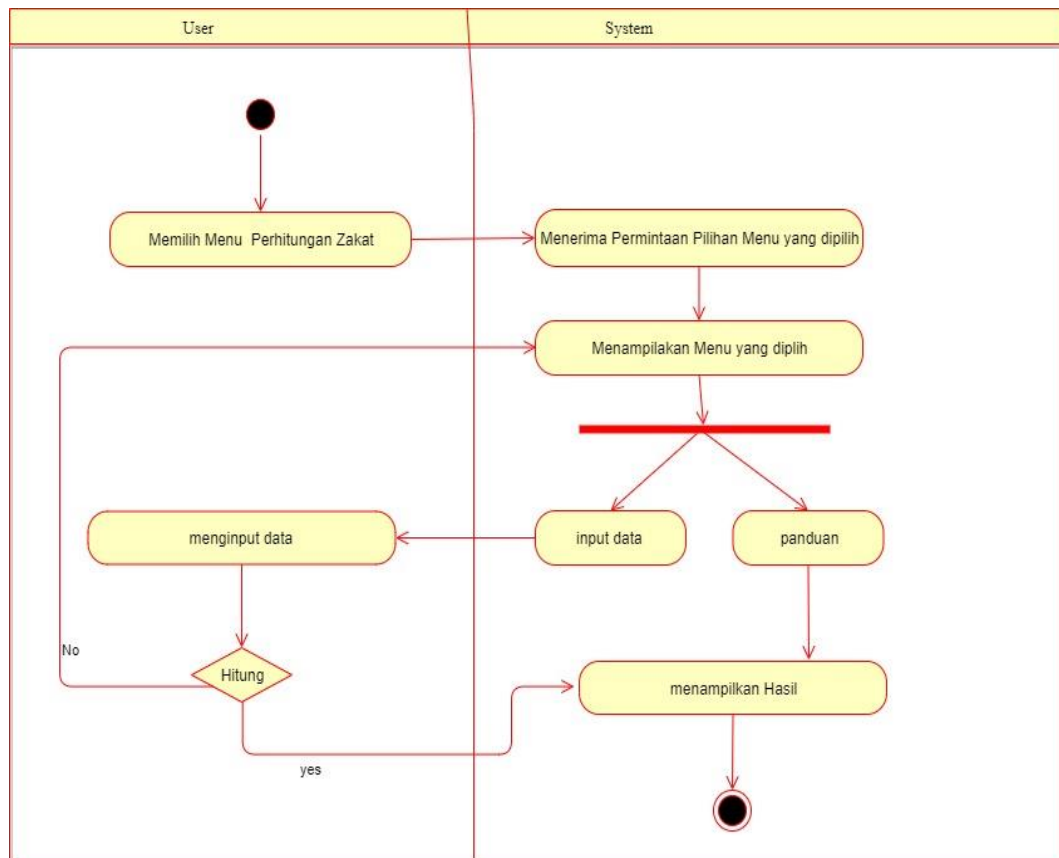 User
System
Memilih Menu Perhitungan Zakat
Menerima Permintaan Pilihan Menu yang dipilih
Menampilakan Menu yang diplih
menginput data
input data
panduan
No
Hitung
menampilkan Hasil
yes